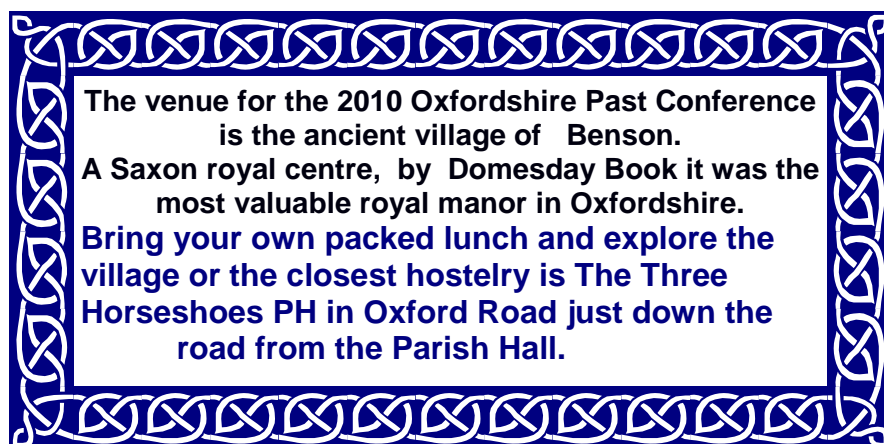 The venue for the 2010 Oxfordshire Past Conference
is the ancient village of Benson.
A Saxon royal centre, by Domesday Book it was the
most valuable royal manor in Oxfordshire.
Bring your own packed lunch and explore the
village or the closest hostelry is The Three
Horseshoes PH in Oxford Road just down the
road from the Parish Hall.